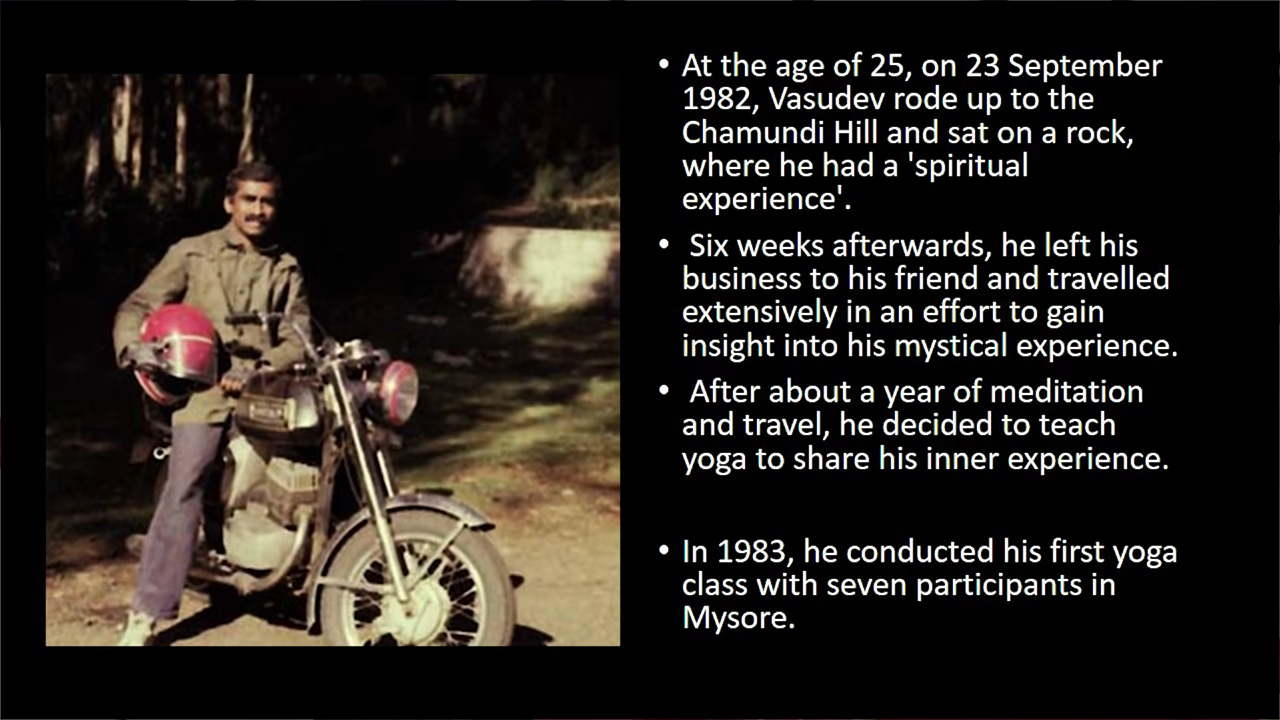 • At the age of 25, on 23 September
1982, Vasudev rode up to the
Chamundi Hill and sat on a rock,
where he had a 'spiritual
experience'.
• Six weeks afterwards, he left his
business to his friend and travelled
extensively in an effort to gain
insight into his mystical experience.
• After about a year of meditation
and travel, he decided to teach
yoga to share his inner experience.
• In 1983, he conducted his first yoga
class with seven participants in
Mysore.